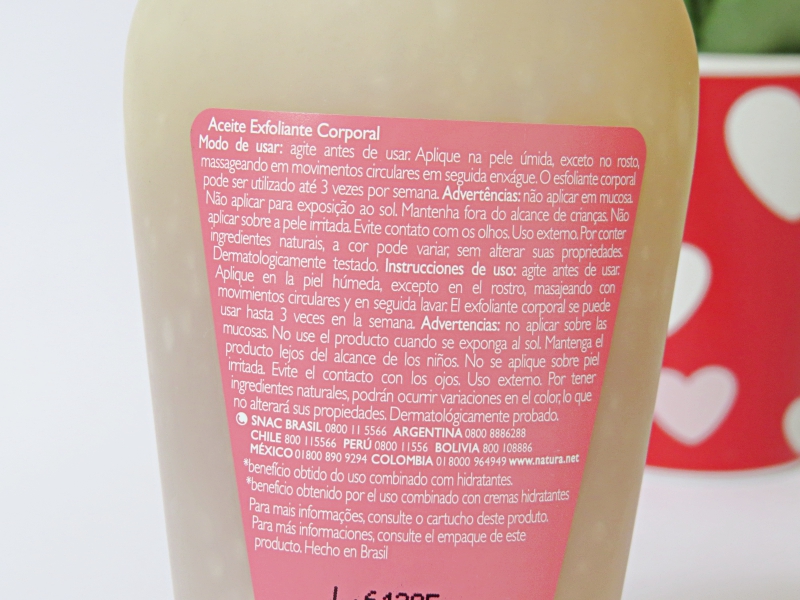 Aceite Exfoliante Corporal
Modo de usar: agite antes de usar. Aplique na pele úmida, exceto no rosto,
massageando em movimentos circulares em seguida enxágue. O esfoliante corporal
pode ser utilizado até 3 vezes por semana. Advertências: não aplicar em mucosa.
Não aplicar para exposição ao sol. Mantenha fora do alcance de crianças. Não
aplicar sobre a pele irritada. Evite contato com os olhos. Uso externo. Por conter
ingredientes naturais, a cor pode variar, sem alterar suas propriedades.
Dermatologicamente testado. Instrucciones de uso: agite antes de usar.
Aplique en la piel húmeda, excepto en el rostro, masajeando con
movimientos circulares y en seguida lavar. El exfoliante corporal se puede
usar hasta 3 veces en la semana. Advertencias: no aplicar sobre las
mucosas. No use el producto cuando se exponga al sol. Mantenga el
producto lejos del alcance de los niños. No se aplique sobre piel
irritada. Evite el contacto con los ojos. Uso externo. Por tener
ingredientes naturales, podrán ocurrir variaciones en el color, lo que
no alterará sus propiedades. Dermatológicamente probado.
SNAC BRASIL 0800 11 5566 ARGENTINA 0800 8886288
CHILE 800 115566 PERÚ 0800 11556 BOLIVIA 800 108886
MÉXICO 01800 890 9294 COLOMBIA 018000 964949 www.natura.net
*benefício obtido do uso combinado com hidratantes.
*beneficio obtenido por el uso combinado con cremas hidratantes
Para mais informações, consulte o cartucho deste produto.
Para más informaciones, consulte el empaque de este
producto. Hecho en Brasil